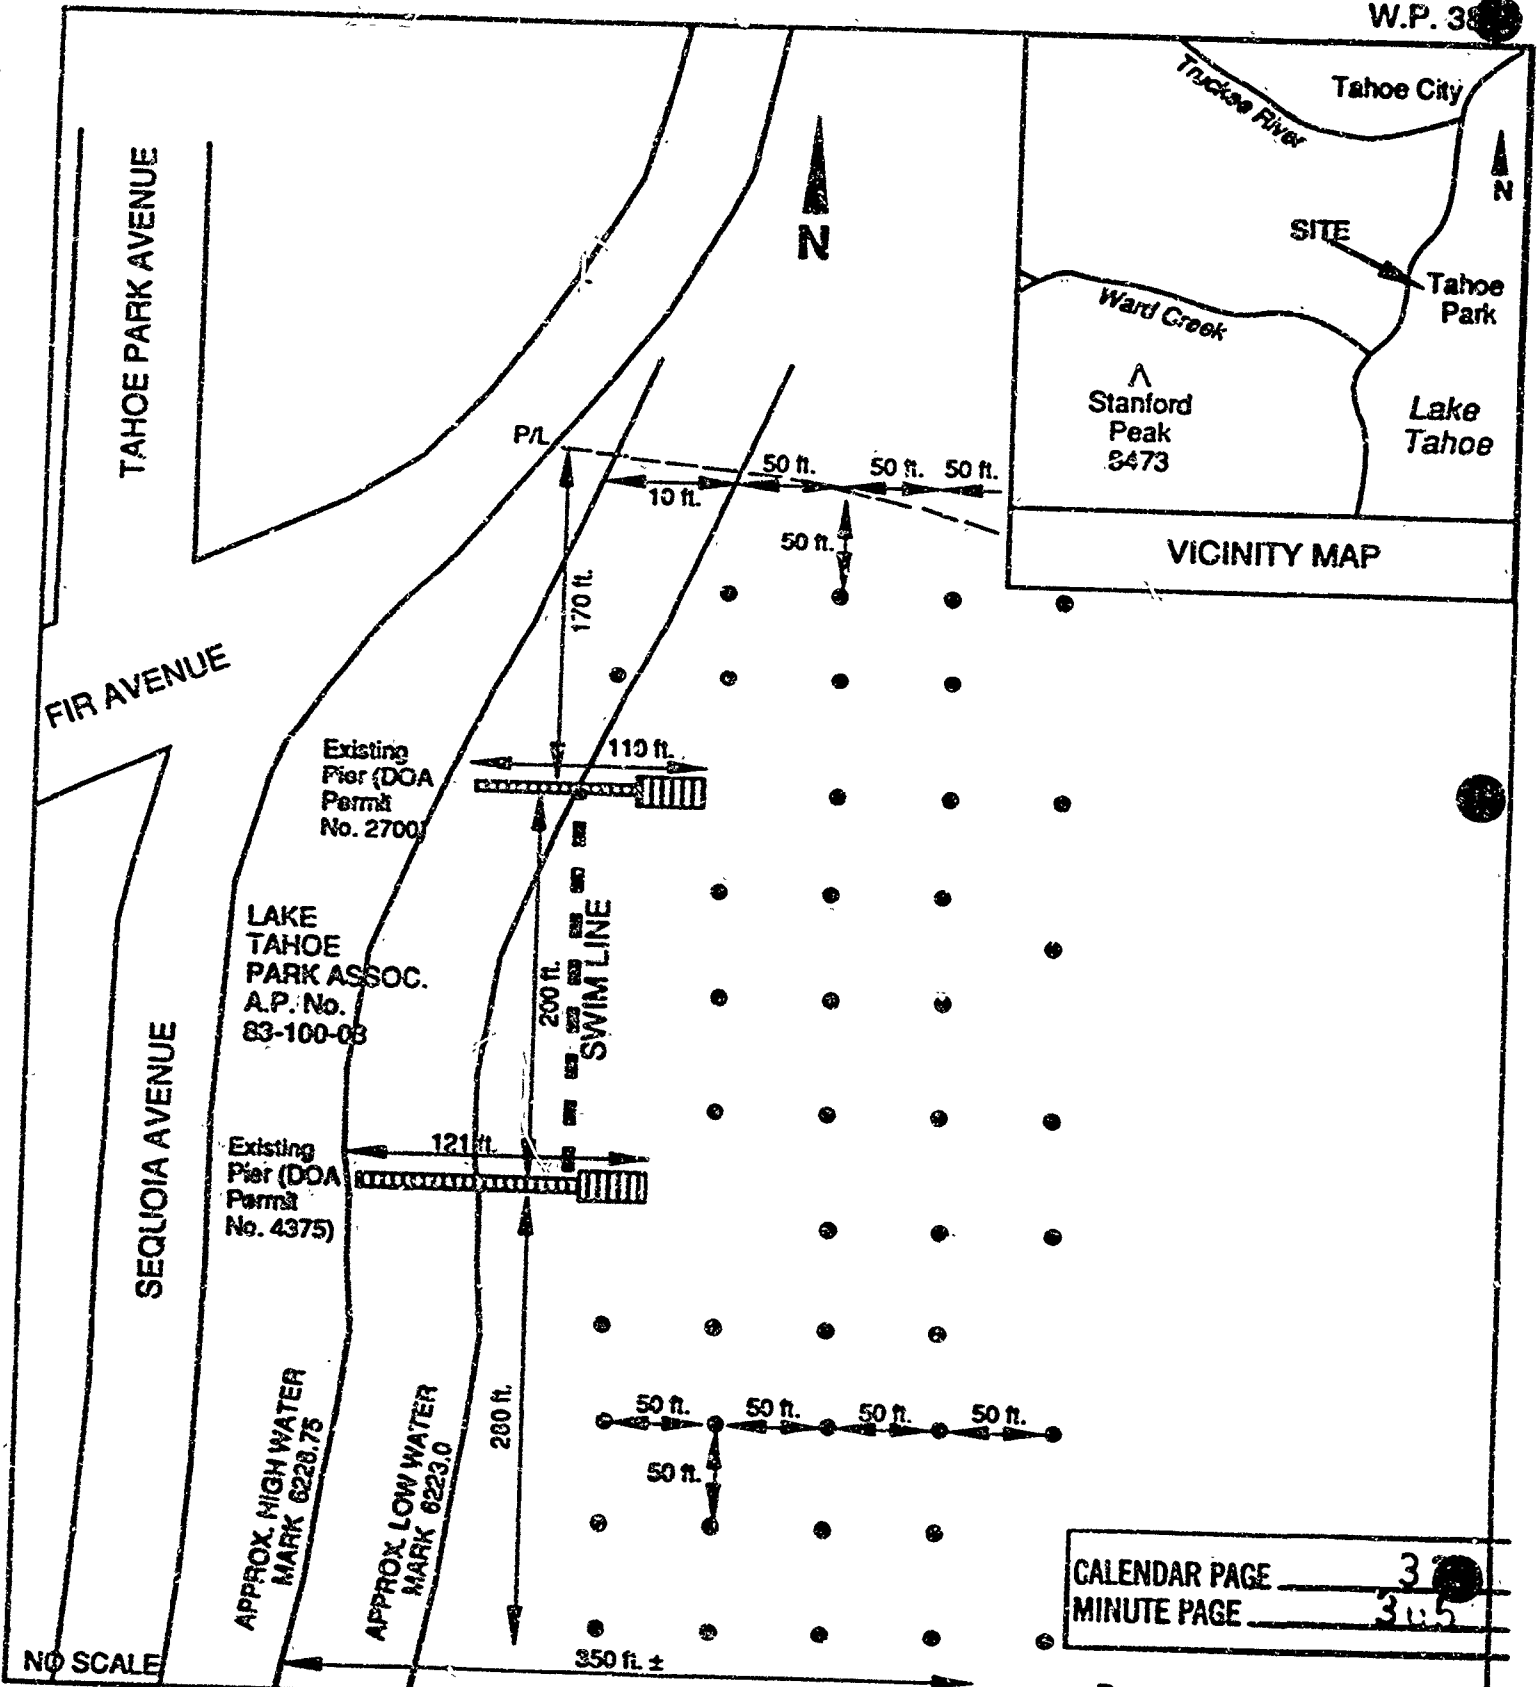 W.P. 38
TAHOE PARK AVENUE
N
Truckee River
Tahoe City
N
SITE
Tahoe
Park
Ward Creek
Λ
Stanford
Peak
8473
Lake
Tahoe
VICINITY MAP
P/L
50 ft.
50 ft.
50 ft.
10 ft.
50 ft.
170 ft.
FIR AVENUE
Existing
Pier (DOA
Permit
No. 2700)
110 ft.
LAKE
TAHOE
PARK ASSOC.
A.P. No.
83-100-03
200 ft.
SWIM LINE
SEQUOIA AVENUE
Existing
Pier (DOA
Permit
No. 4375)
121 ft.
APPROX. HIGH WATER
MARK 6228.75
APPROX. LOW WATER
MARK 6223.0
50 ft.
50 ft.
50 ft.
50 ft.
50 ft.
CALENDAR PAGE 3
MINUTE PAGE
NO SCALE
350 ft. ±